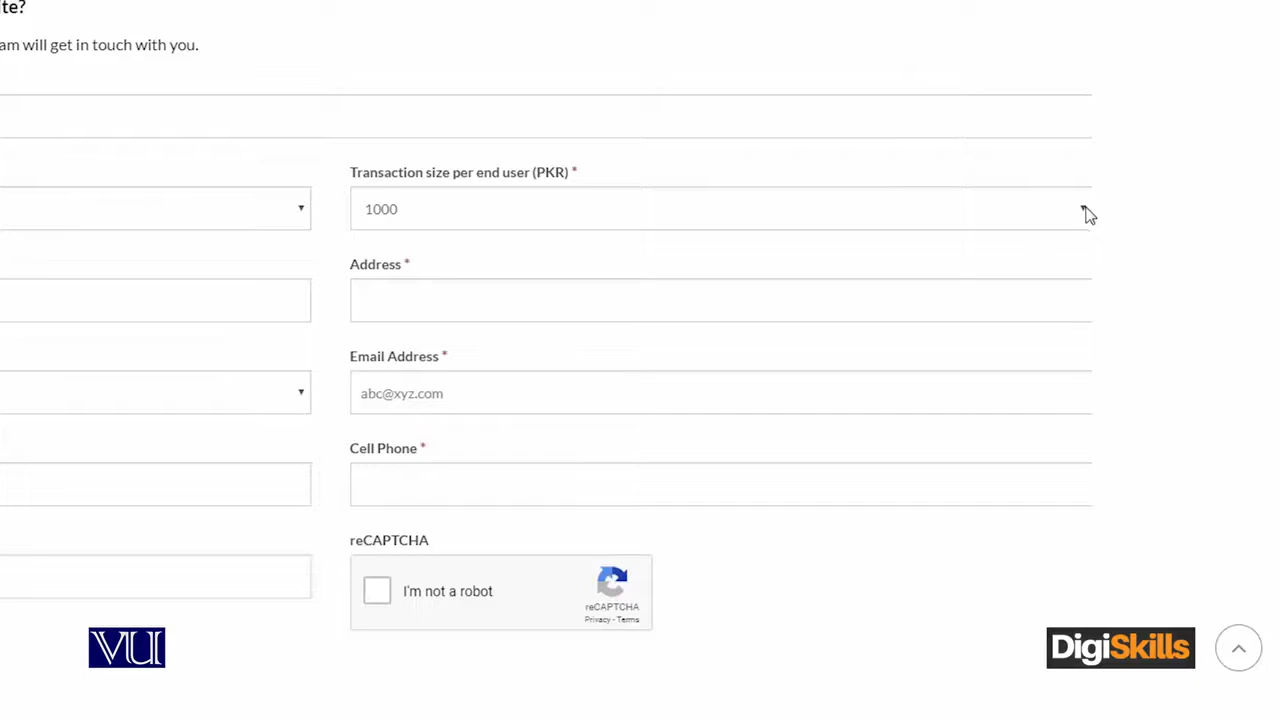 ite?
am will get in touch with you.
Transaction size per end user (PKR) *
1000
Address *
Email Address *
abc@xyz.com
Cell Phone *
reCAPTCHA
I'm not a robot
reCAPTCHA
Privacy - Terms
VU
DigiSkills